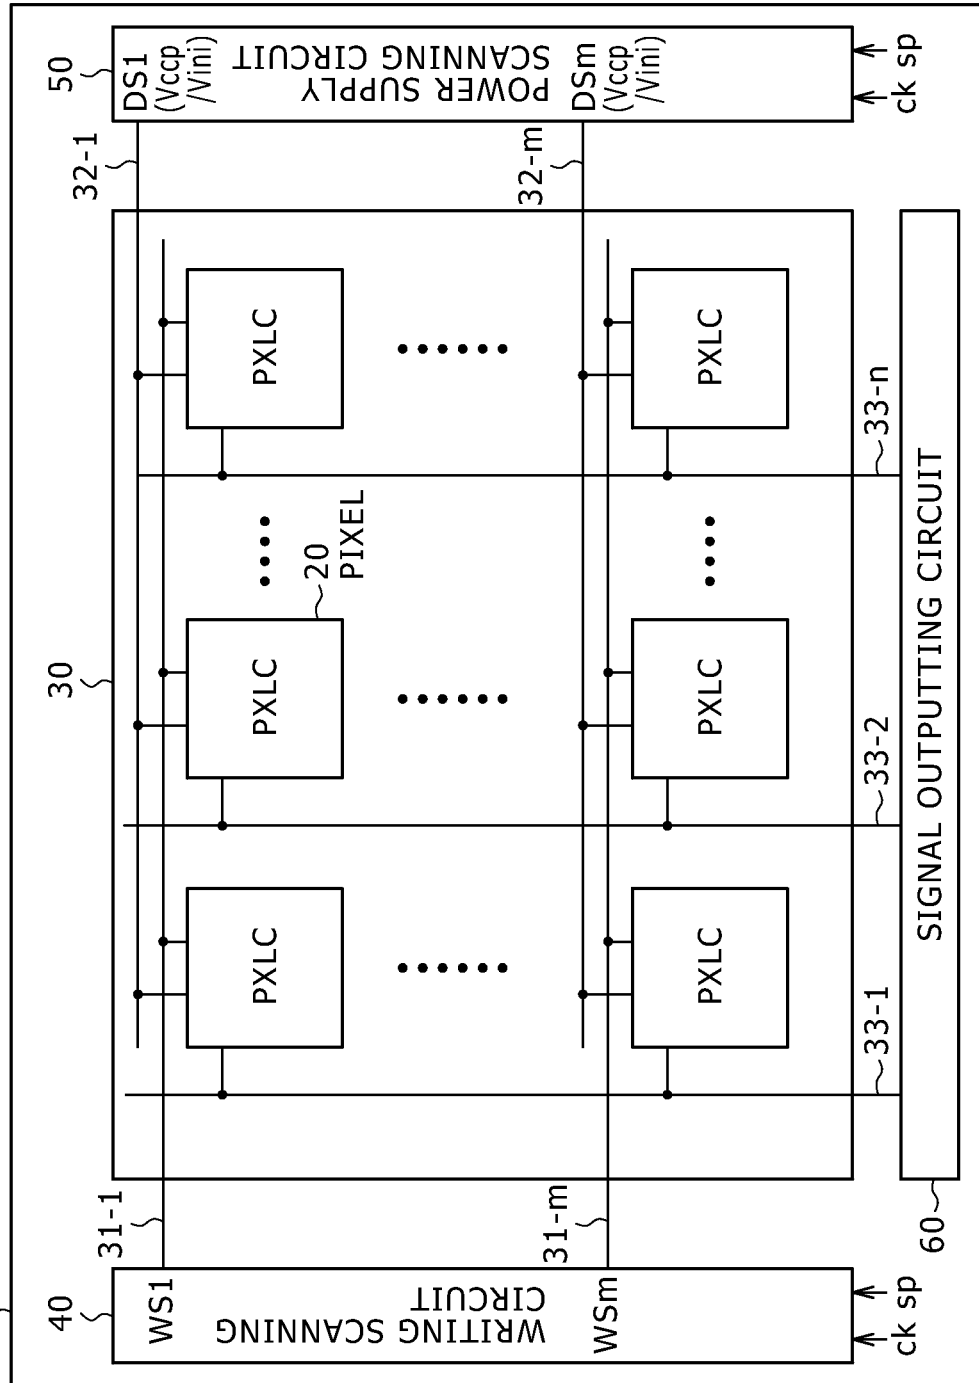 30
40
50
31-1
32-1
WS1
DS1
(Vccp
/Vini)
PXLC
PXLC
PXLC
20
PIXEL
WRITING SCANNING
CIRCUIT
POWER SUPPLY
SCANNING CIRCUIT
31-m
32-m
WSm
DSm
(Vccp
/Vini)
PXLC
PXLC
PXLC
ck sp
33-1
33-2
33-n
ck sp
60
SIGNAL OUTPUTTING CIRCUIT